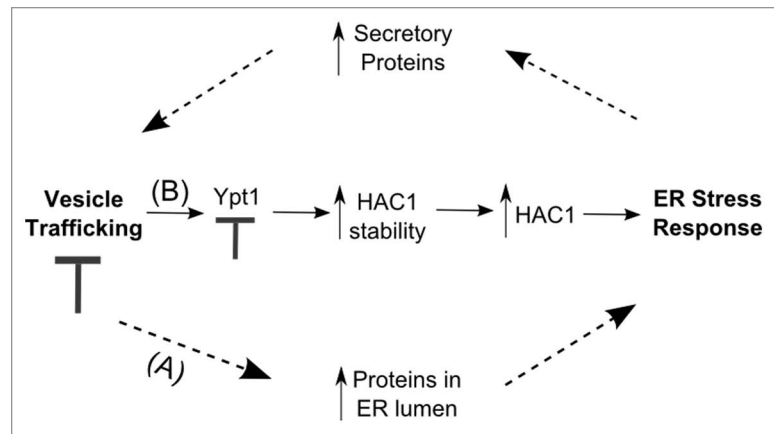 Secretory
Proteins
Vesicle
Trafficking
(B)
Ypt1
HAC1
stability
HAC1
ER Stress
Response
(A)
Proteins in
ER lumen